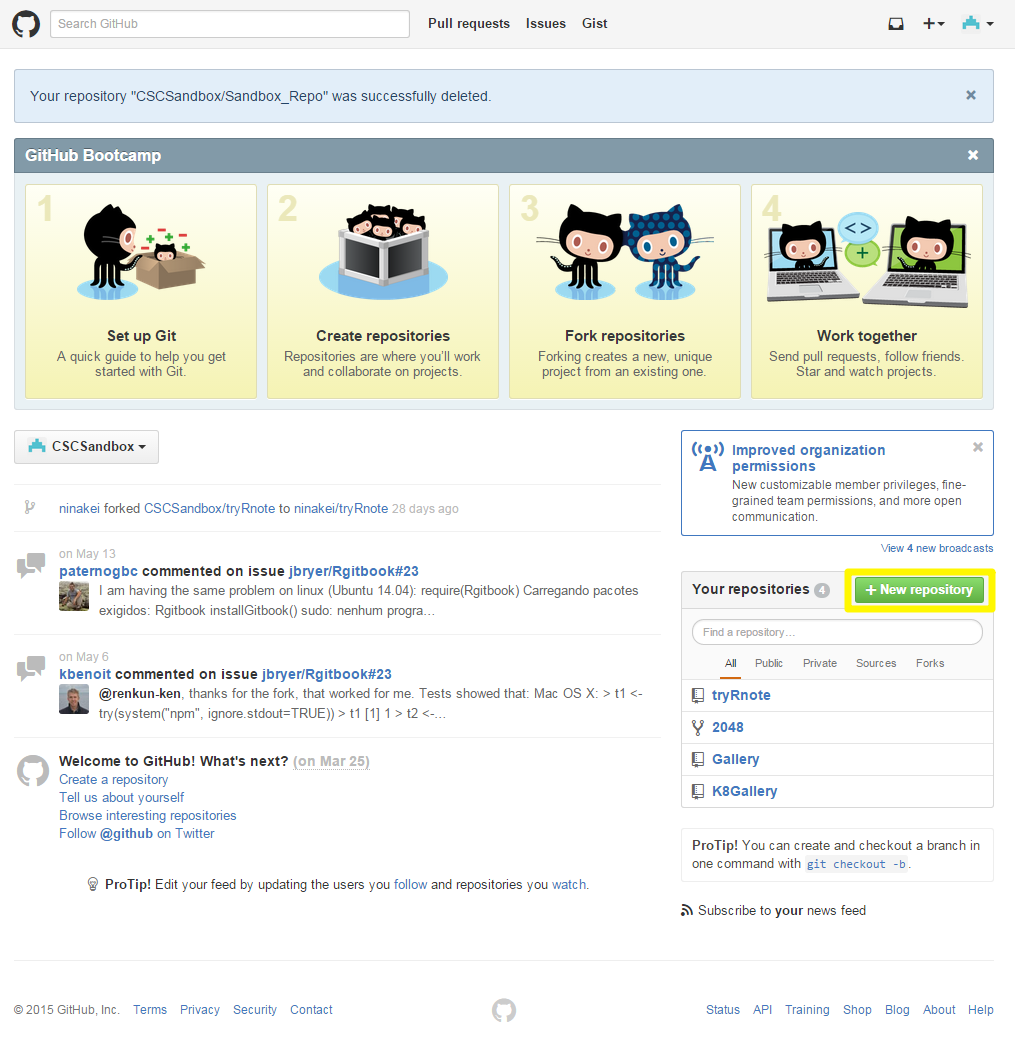 Search GitHub
Pull requests Issues Gist
Your repository "CSCSandbox/Sandbox_Repo" was successfully deleted.
GitHub Bootcamp
1
Set up Git
A quick guide to help you get
started with Git.
2
Create repositories
Repositories are where you'll work
and collaborate on projects.
3
Fork repositories
Forking creates a new, unique
project from an existing one.
4
Work together
Send pull requests, follow friends.
Star and watch projects.
CSCSandbox
ninakei forked CSCSandbox/tryRnote to ninakei/tryRnote 28 days ago
on May 13
paternogbc commented on issue jbryer/Rgitbook#23
I am having the same problem on linux (Ubuntu 14.04): require(Rgitbook) Carregando pacotes
exigidos: Rgitbook installGitbook() sudo: nenhum progra...
on May 6
kbenoit commented on issue jbryer/Rgitbook#23
@renkun-ken, thanks for the fork, that worked for me. Tests showed that: Mac OS X: > t1 <-
try(system("npm", ignore.stdout=TRUE)) > t1 [1] 1 > t2 <-...
Welcome to GitHub! What's next? (on Mar 25)
Create a repository
Tell us about yourself
Browse interesting repositories
Follow @github on Twitter
ProTip! Edit your feed by updating the users you follow and repositories you watch.
Improved organization
permissions
New customizable member privileges, fine-
grained team permissions, and more open
communication.
View 4 new broadcasts
Your repositories 4
+ New repository
Find a repository…
All Public Private Sources Forks
tryRnote
2048
Gallery
K8Gallery
ProTip! You can create and checkout a branch in
one command with git checkout -b.
Subscribe to your news feed
© 2015 GitHub, Inc. Terms Privacy Security Contact
Status API Training Shop Blog About Help